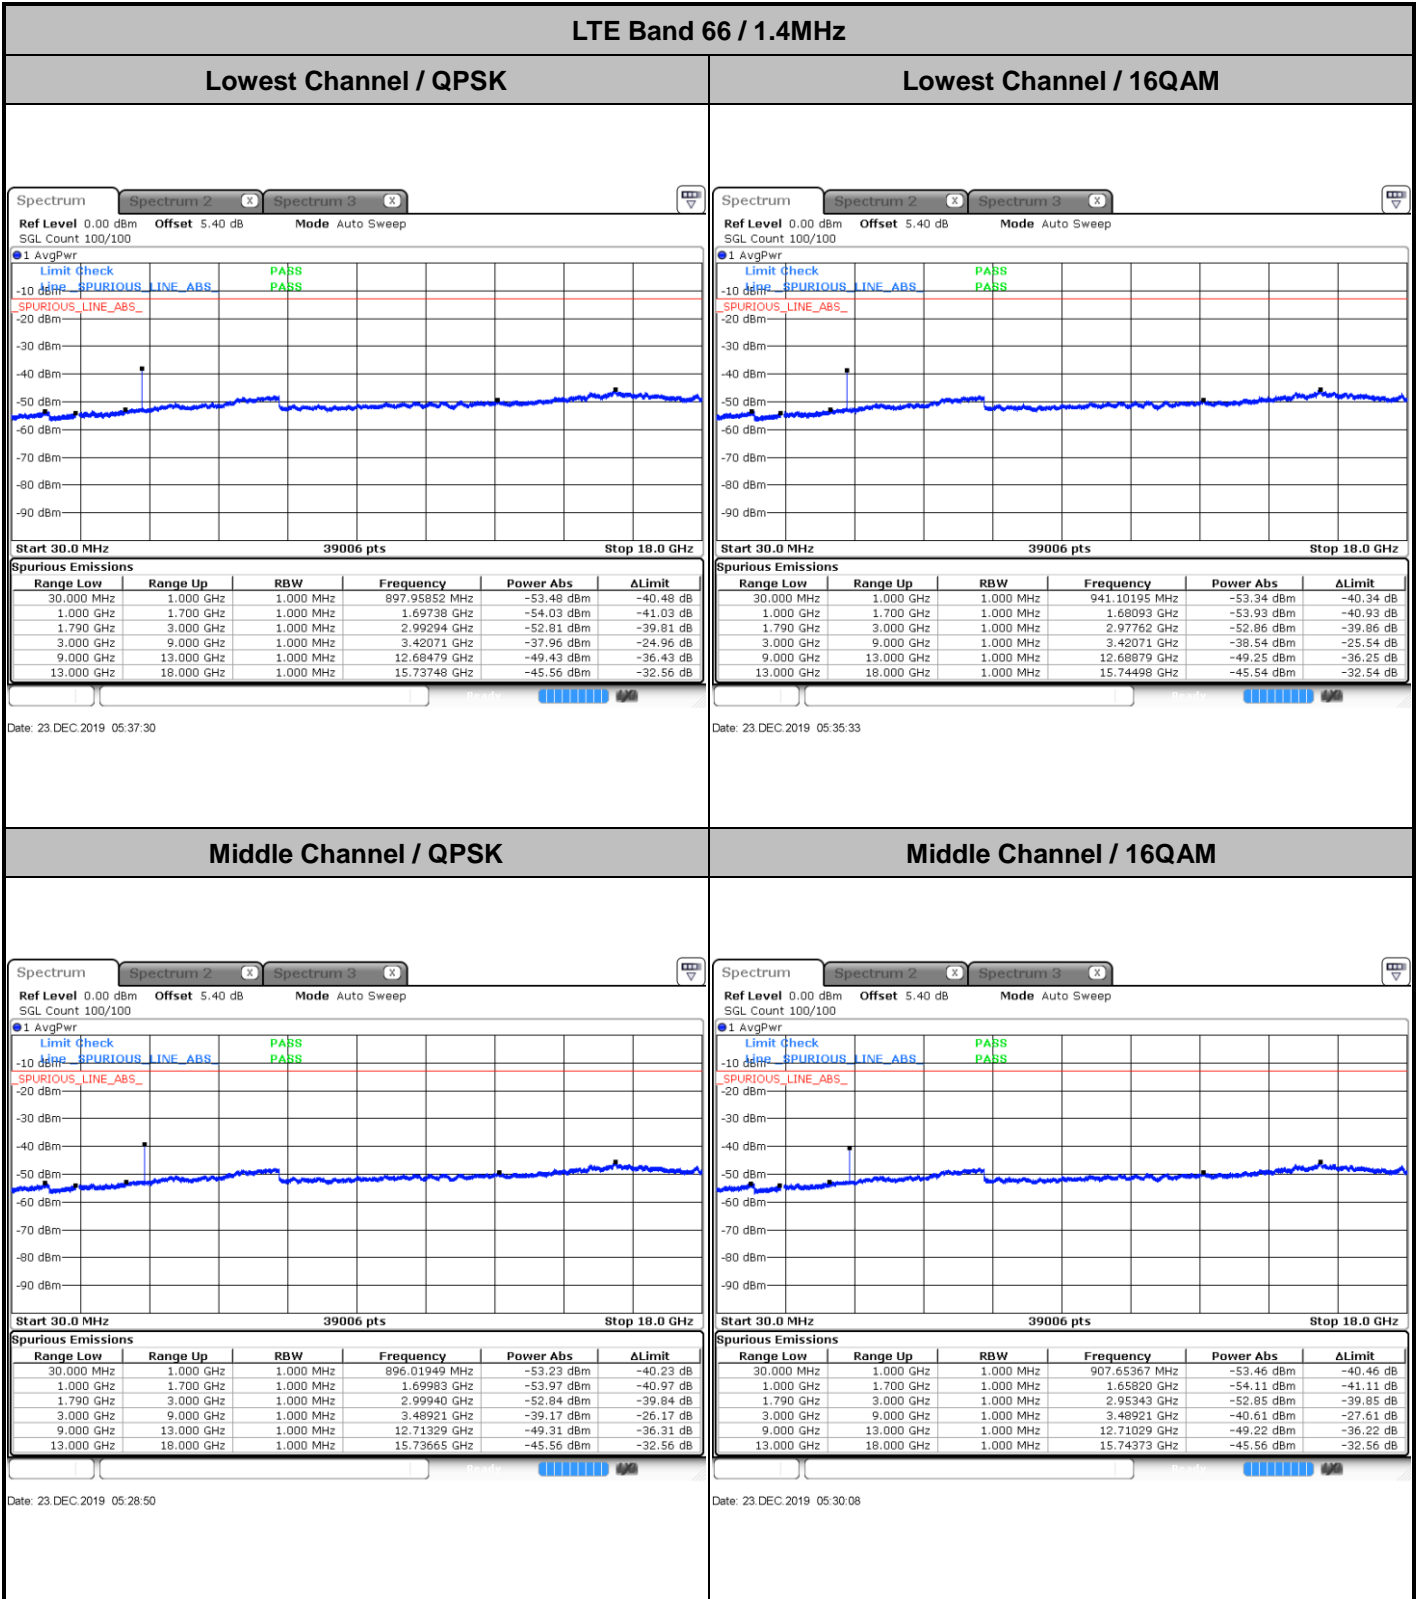 LTE Band 66 / 1.4MHz
Lowest Channel / QPSK
Lowest Channel / 16QAM
Spectrum Spectrum 2 X Spectrum 3 X
Ref Level 0.00 dBm Offset 5.40 dB Mode Auto Sweep
SGL Count 100/100
1 AvgPwr
Limit Check PASS
Line _SPURIOUS_LINE_ABS_ PASS
-10 dBm
_SPURIOUS_LINE_ABS_
-20 dBm
-30 dBm
-40 dBm
-50 dBm
-60 dBm
-70 dBm
-80 dBm
-90 dBm
Start 30.0 MHz 39006 pts Stop 18.0 GHz
Spurious Emissions
Range Low Range Up RBW Frequency Power Abs ΔLimit
30.000 MHz 1.000 GHz 1.000 MHz 897.95852 MHz -53.48 dBm -40.48 dB
1.000 GHz 1.700 GHz 1.000 MHz 1.69738 GHz -54.03 dBm -41.03 dB
1.790 GHz 3.000 GHz 1.000 MHz 2.99294 GHz -52.81 dBm -39.81 dB
3.000 GHz 9.000 GHz 1.000 MHz 3.42071 GHz -37.96 dBm -24.96 dB
9.000 GHz 13.000 GHz 1.000 MHz 12.68479 GHz -49.43 dBm -36.43 dB
13.000 GHz 18.000 GHz 1.000 MHz 15.73748 GHz -45.56 dBm -32.56 dB
Ready
Date: 23.DEC.2019 05:37:30
Spectrum Spectrum 2 X Spectrum 3 X
Ref Level 0.00 dBm Offset 5.40 dB Mode Auto Sweep
SGL Count 100/100
1 AvgPwr
Limit Check PASS
Line _SPURIOUS_LINE_ABS_ PASS
-10 dBm
_SPURIOUS_LINE_ABS_
-20 dBm
-30 dBm
-40 dBm
-50 dBm
-60 dBm
-70 dBm
-80 dBm
-90 dBm
Start 30.0 MHz 39006 pts Stop 18.0 GHz
Spurious Emissions
Range Low Range Up RBW Frequency Power Abs ΔLimit
30.000 MHz 1.000 GHz 1.000 MHz 941.10195 MHz -53.34 dBm -40.34 dB
1.000 GHz 1.700 GHz 1.000 MHz 1.68093 GHz -53.93 dBm -40.93 dB
1.790 GHz 3.000 GHz 1.000 MHz 2.97762 GHz -52.86 dBm -39.86 dB
3.000 GHz 9.000 GHz 1.000 MHz 3.42071 GHz -38.54 dBm -25.54 dB
9.000 GHz 13.000 GHz 1.000 MHz 12.68879 GHz -49.25 dBm -36.25 dB
13.000 GHz 18.000 GHz 1.000 MHz 15.74498 GHz -45.54 dBm -32.54 dB
Ready
Date: 23.DEC.2019 05:35:33
Middle Channel / QPSK
Middle Channel / 16QAM
Spectrum Spectrum 2 X Spectrum 3 X
Ref Level 0.00 dBm Offset 5.40 dB Mode Auto Sweep
SGL Count 100/100
1 AvgPwr
Limit Check PASS
Line _SPURIOUS_LINE_ABS_ PASS
-10 dBm
_SPURIOUS_LINE_ABS_
-20 dBm
-30 dBm
-40 dBm
-50 dBm
-60 dBm
-70 dBm
-80 dBm
-90 dBm
Start 30.0 MHz 39006 pts Stop 18.0 GHz
Spurious Emissions
Range Low Range Up RBW Frequency Power Abs ΔLimit
30.000 MHz 1.000 GHz 1.000 MHz 896.01949 MHz -53.23 dBm -40.23 dB
1.000 GHz 1.700 GHz 1.000 MHz 1.69983 GHz -53.97 dBm -40.97 dB
1.790 GHz 3.000 GHz 1.000 MHz 2.99940 GHz -52.84 dBm -39.84 dB
3.000 GHz 9.000 GHz 1.000 MHz 3.48921 GHz -39.17 dBm -26.17 dB
9.000 GHz 13.000 GHz 1.000 MHz 12.71329 GHz -49.31 dBm -36.31 dB
13.000 GHz 18.000 GHz 1.000 MHz 15.73665 GHz -45.56 dBm -32.56 dB
Ready
Date: 23.DEC.2019 05:28:50
Spectrum Spectrum 2 X Spectrum 3 X
Ref Level 0.00 dBm Offset 5.40 dB Mode Auto Sweep
SGL Count 100/100
1 AvgPwr
Limit Check PASS
Line _SPURIOUS_LINE_ABS_ PASS
-10 dBm
_SPURIOUS_LINE_ABS_
-20 dBm
-30 dBm
-40 dBm
-50 dBm
-60 dBm
-70 dBm
-80 dBm
-90 dBm
Start 30.0 MHz 39006 pts Stop 18.0 GHz
Spurious Emissions
Range Low Range Up RBW Frequency Power Abs ΔLimit
30.000 MHz 1.000 GHz 1.000 MHz 907.65367 MHz -53.46 dBm -40.46 dB
1.000 GHz 1.700 GHz 1.000 MHz 1.65820 GHz -54.11 dBm -41.11 dB
1.790 GHz 3.000 GHz 1.000 MHz 2.95343 GHz -52.85 dBm -39.85 dB
3.000 GHz 9.000 GHz 1.000 MHz 3.48921 GHz -40.61 dBm -27.61 dB
9.000 GHz 13.000 GHz 1.000 MHz 12.71029 GHz -49.22 dBm -36.22 dB
13.000 GHz 18.000 GHz 1.000 MHz 15.74373 GHz -45.56 dBm -32.56 dB
Ready
Date: 23.DEC.2019 05:30:08